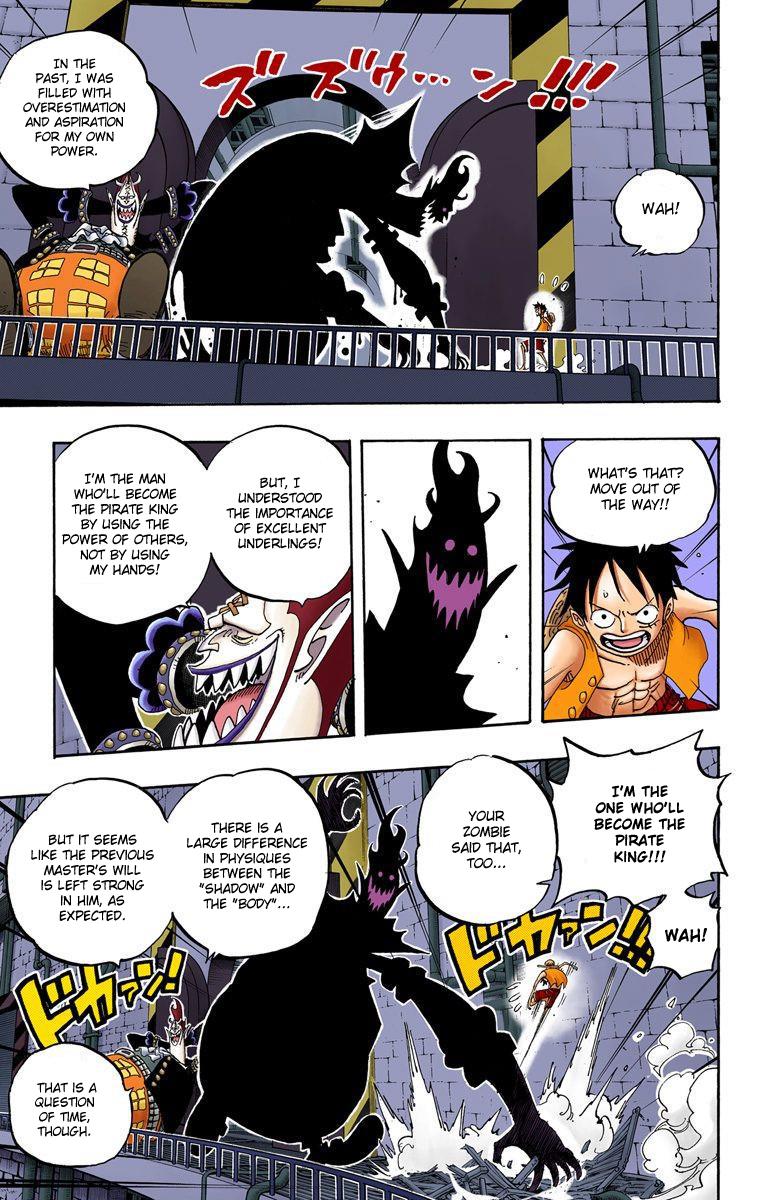 WAH!
ズズゥ…ン!!!
IN THE
PAST, I WAS
FILLED WITH
OVERESTIMATION
AND ASPIRATION
FOR MY OWN
POWER.
WHAT'S THAT?
MOVE OUT OF
THE WAY!!
BUT, I
UNDERSTOOD
THE IMPORTANCE
OF EXCELLENT
UNDERLINGS!
I'M THE MAN
WHO'LL BECOME
THE PIRATE KING
BY USING THE
POWER OF OTHERS,
NOT BY USING
MY HANDS!
I'M THE
ONE WHO'LL
BECOME THE
PIRATE
KING!!!
WAH!
ドカァン!!!
YOUR
ZOMBIE
SAID THAT,
TOO...
THERE IS A
LARGE DIFFERENCE
IN PHYSIQUES
BETWEEN THE
"SHADOW" AND
THE "BODY"...
BUT IT SEEMS
LIKE THE PREVIOUS
MASTER'S WILL
IS LEFT STRONG
IN HIM, AS
EXPECTED.
ドカァン!
THAT IS A
QUESTION
OF TIME,
THOUGH.